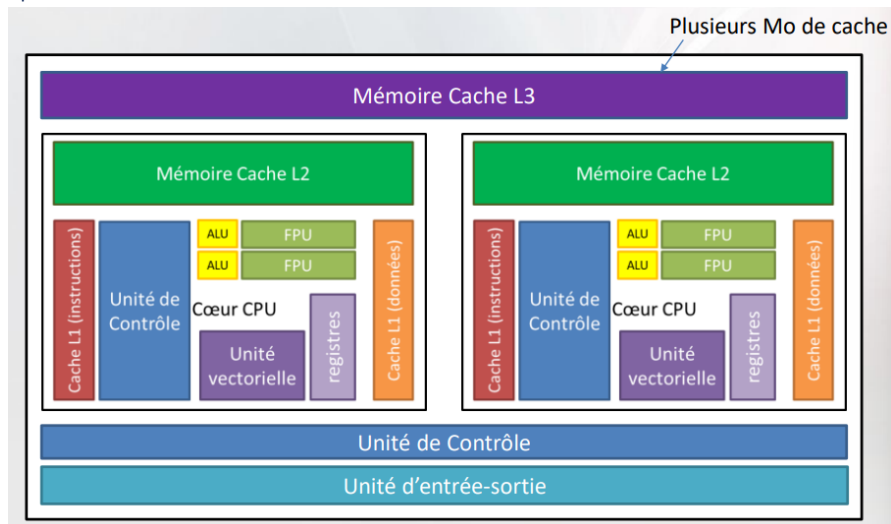 Plusieurs Mo de cache
Mémoire Cache L3
Mémoire Cache L2
Cache L1 (instructions)
Unité de
Contrôle
ALU
FPU
ALU
FPU
Cœur CPU
Unité
vectorielle
registres
Cache L1 (données)
Mémoire Cache L2
Cache L1 (instructions)
Unité de
Contrôle
ALU
FPU
ALU
FPU
Cœur CPU
Unité
vectorielle
registres
Cache L1 (données)
Unité de Contrôle
Unité d’entrée-sortie